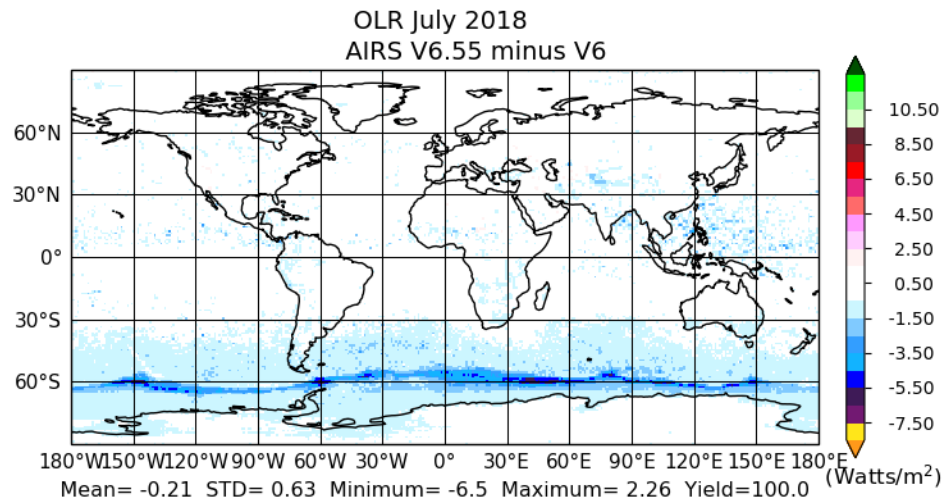 OLR July 2018
AIRS V6.55 minus V6
60°N
30°N
0°
30°S
60°S
180°W150°W120°W90°W 60°W 30°W 0° 30°E 60°E 90°E 120°E 150°E 180°E
10.50
8.50
6.50
4.50
2.50
0.50
-1.50
-3.50
-5.50
-7.50
(Watts/m²)
Mean= -0.21 STD= 0.63 Minimum= -6.5 Maximum= 2.26 Yield=100.0